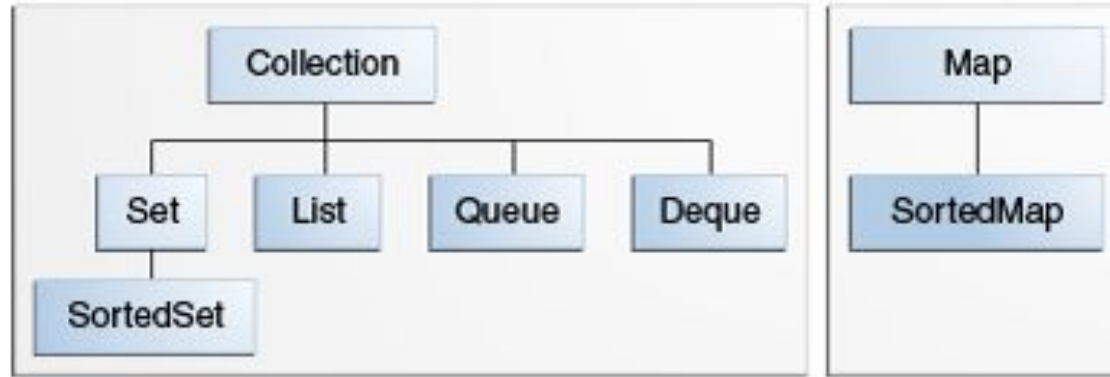 Collection
Map
Set
List
Queue
Deque
SortedMap
SortedSet